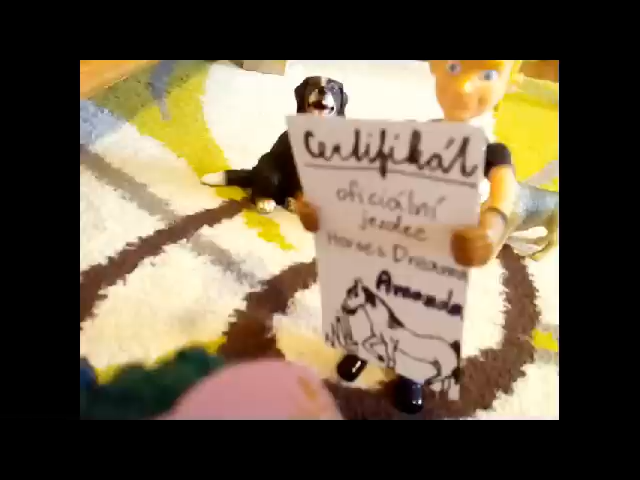 Certifikát
oficiální
jezdec
Horses Dreams
Amanda